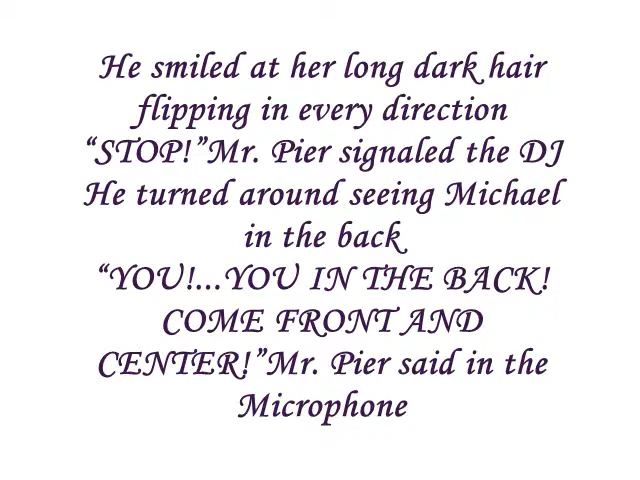 He smiled at her long dark hair
flipping in every direction
“STOP!”Mr. Pier signaled the DJ
He turned around seeing Michael
in the back
“YOU!...YOU IN THE BACK!
COME FRONT AND
CENTER!”Mr. Pier said in the
Microphone